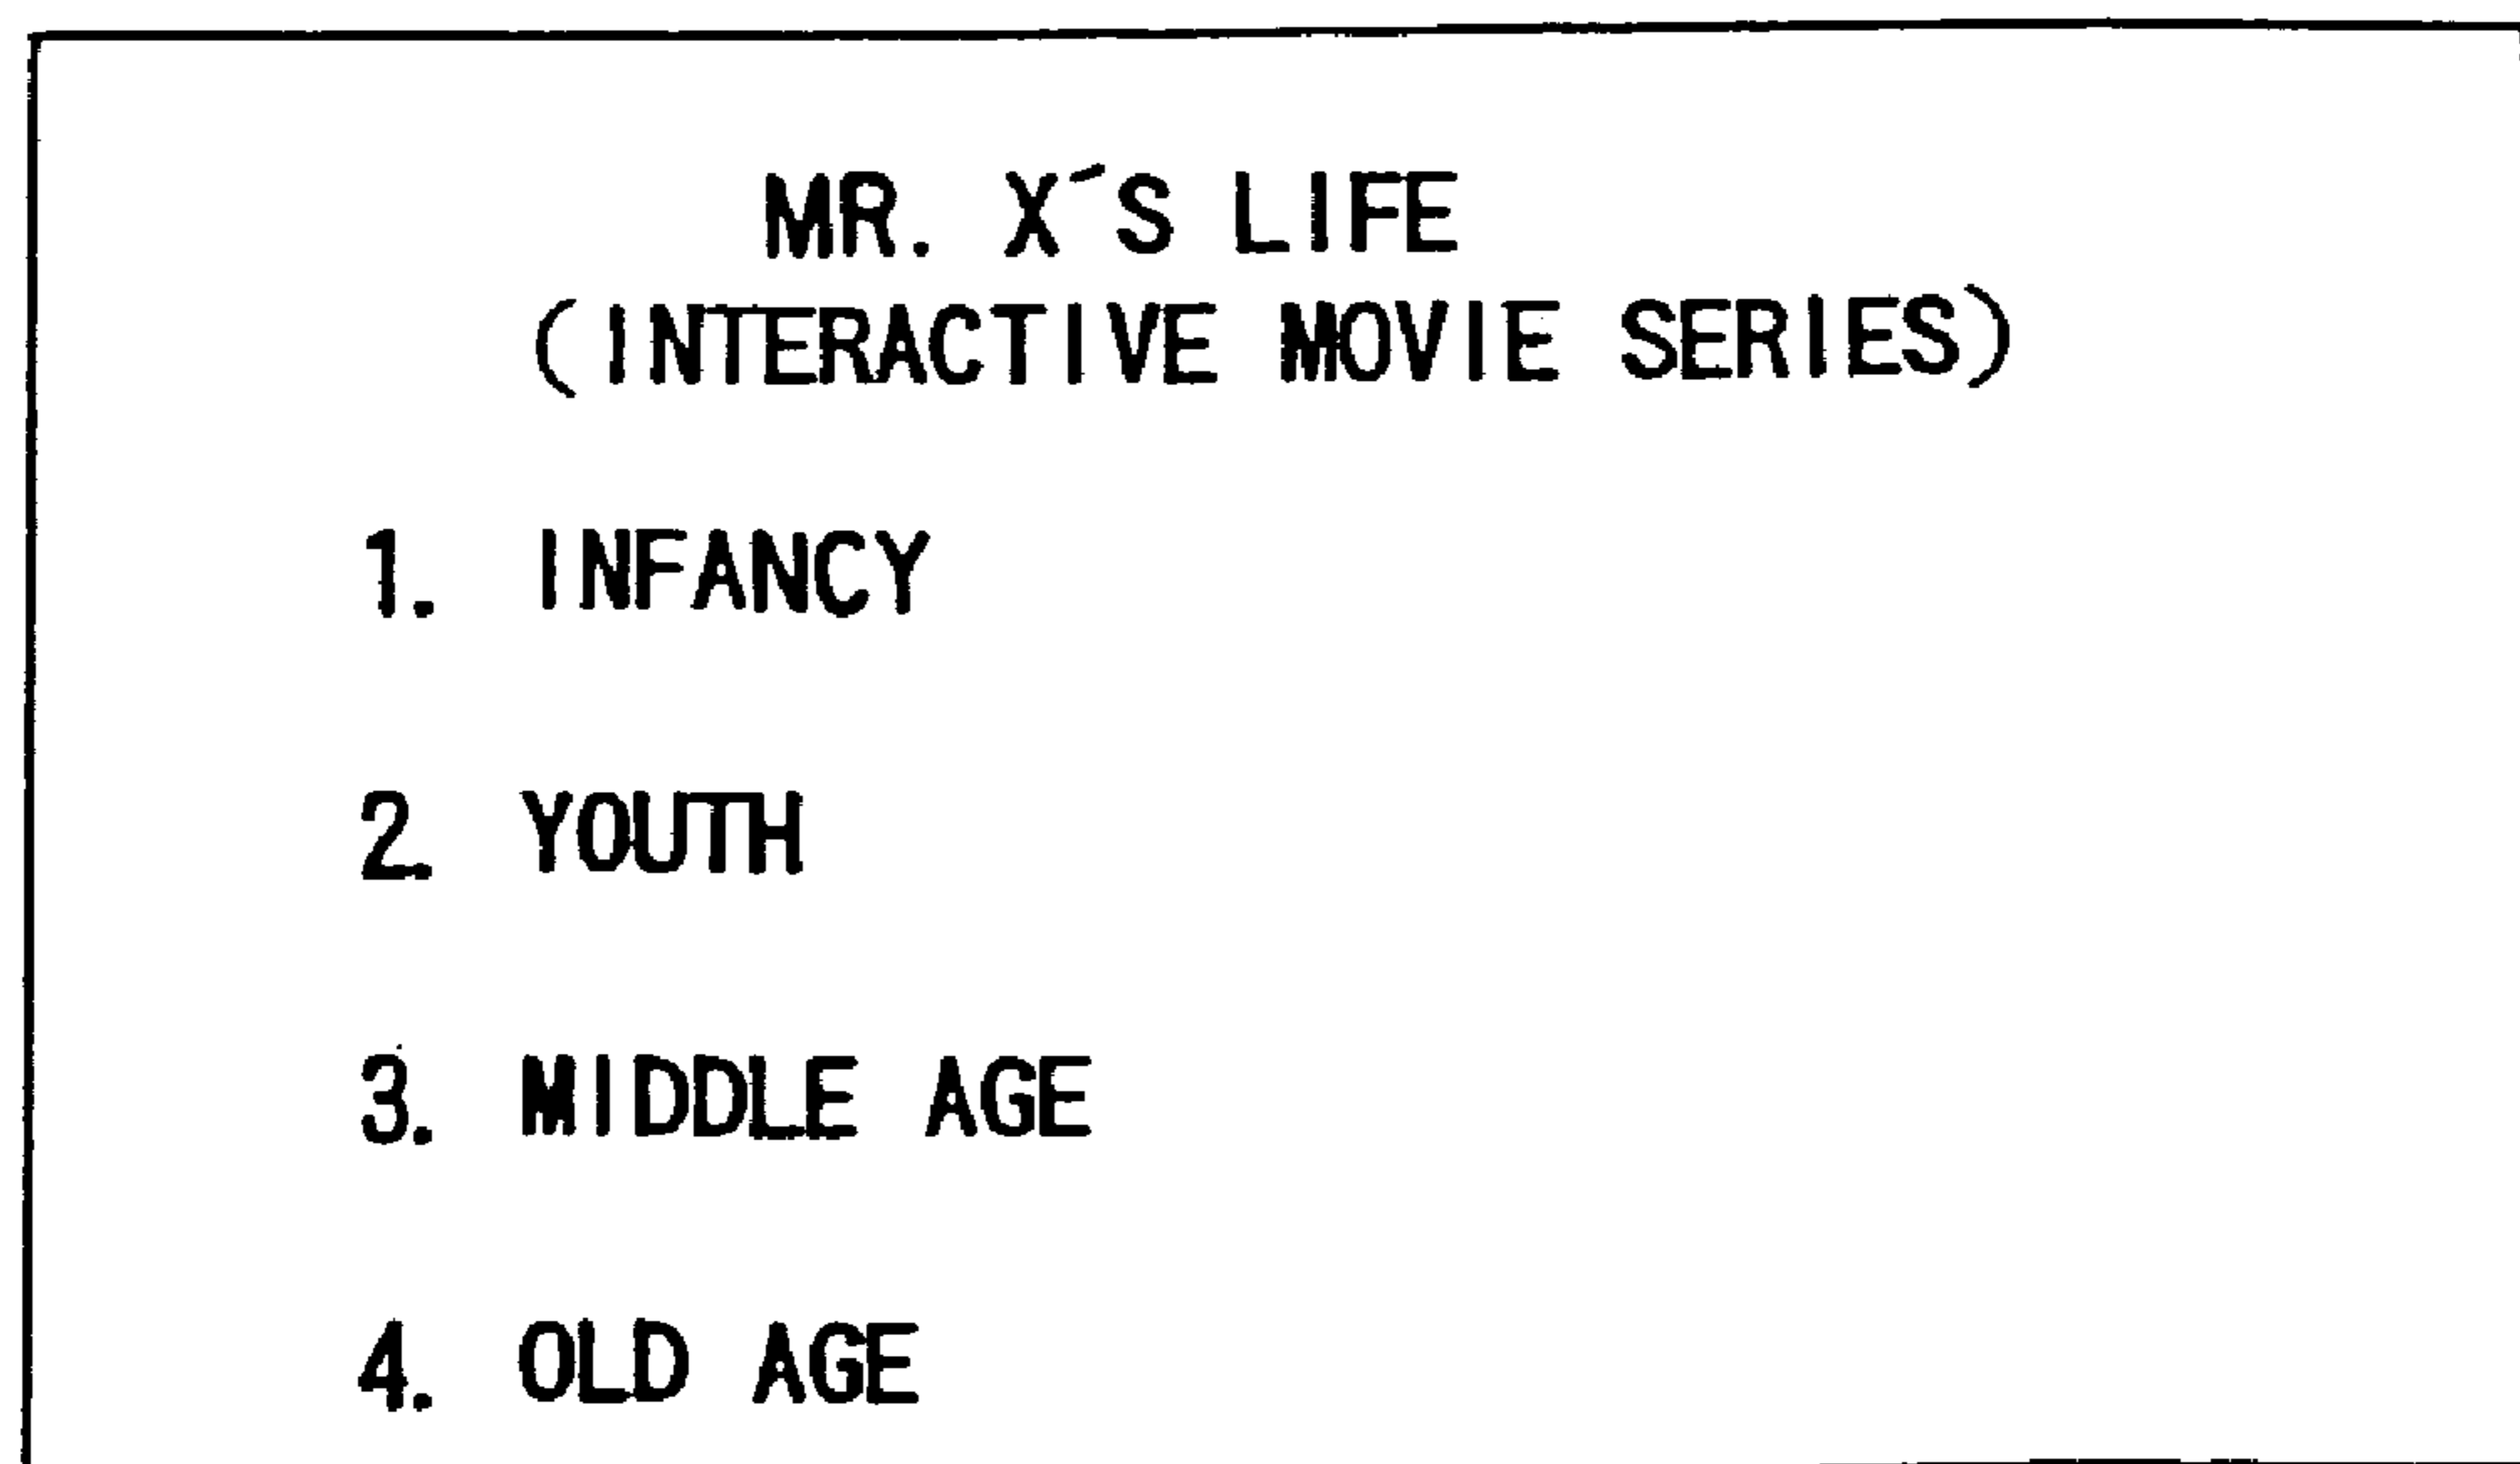 MR. X´S LIFE
(INTERACTIVE MOVIE SERIES)
1. INFANCY
2. YOUTH
3. MIDDLE AGE
4. OLD AGE